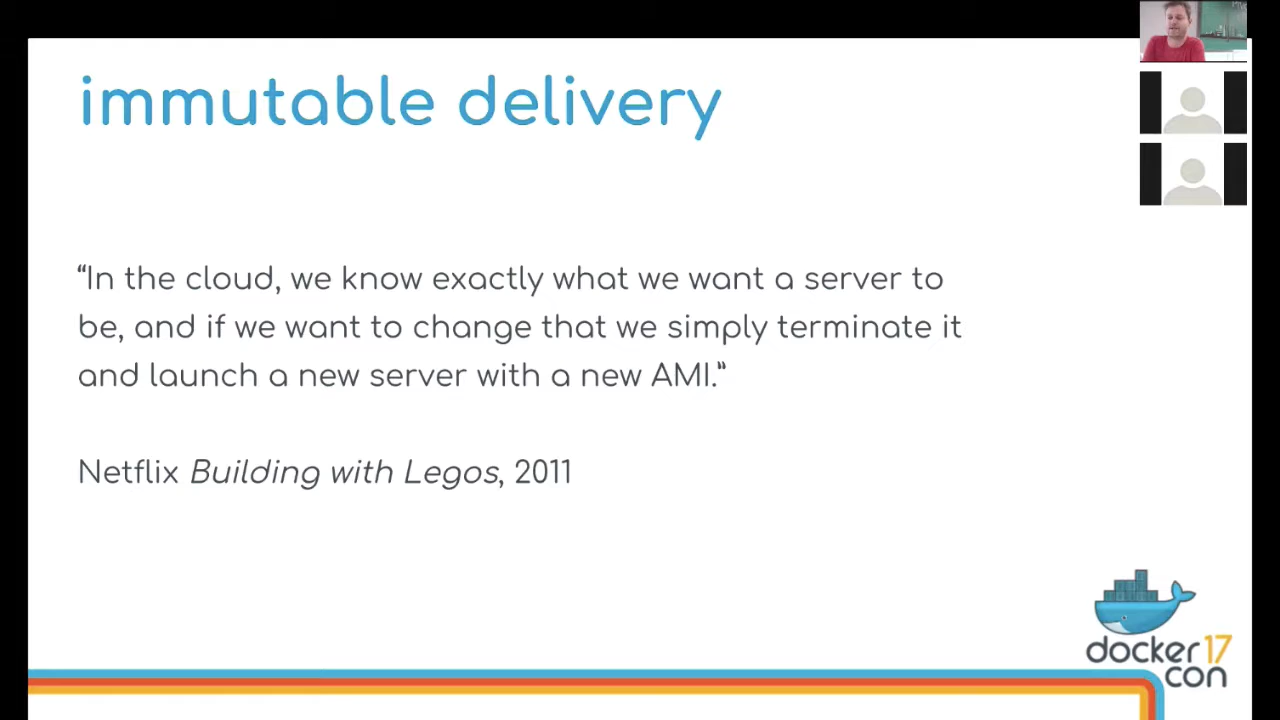 immutable delivery
“In the cloud, we know exactly what we want a server to
be, and if we want to change that we simply terminate it
and launch a new server with a new AMI.”
Netflix Building with Legos, 2011
docker 17
con